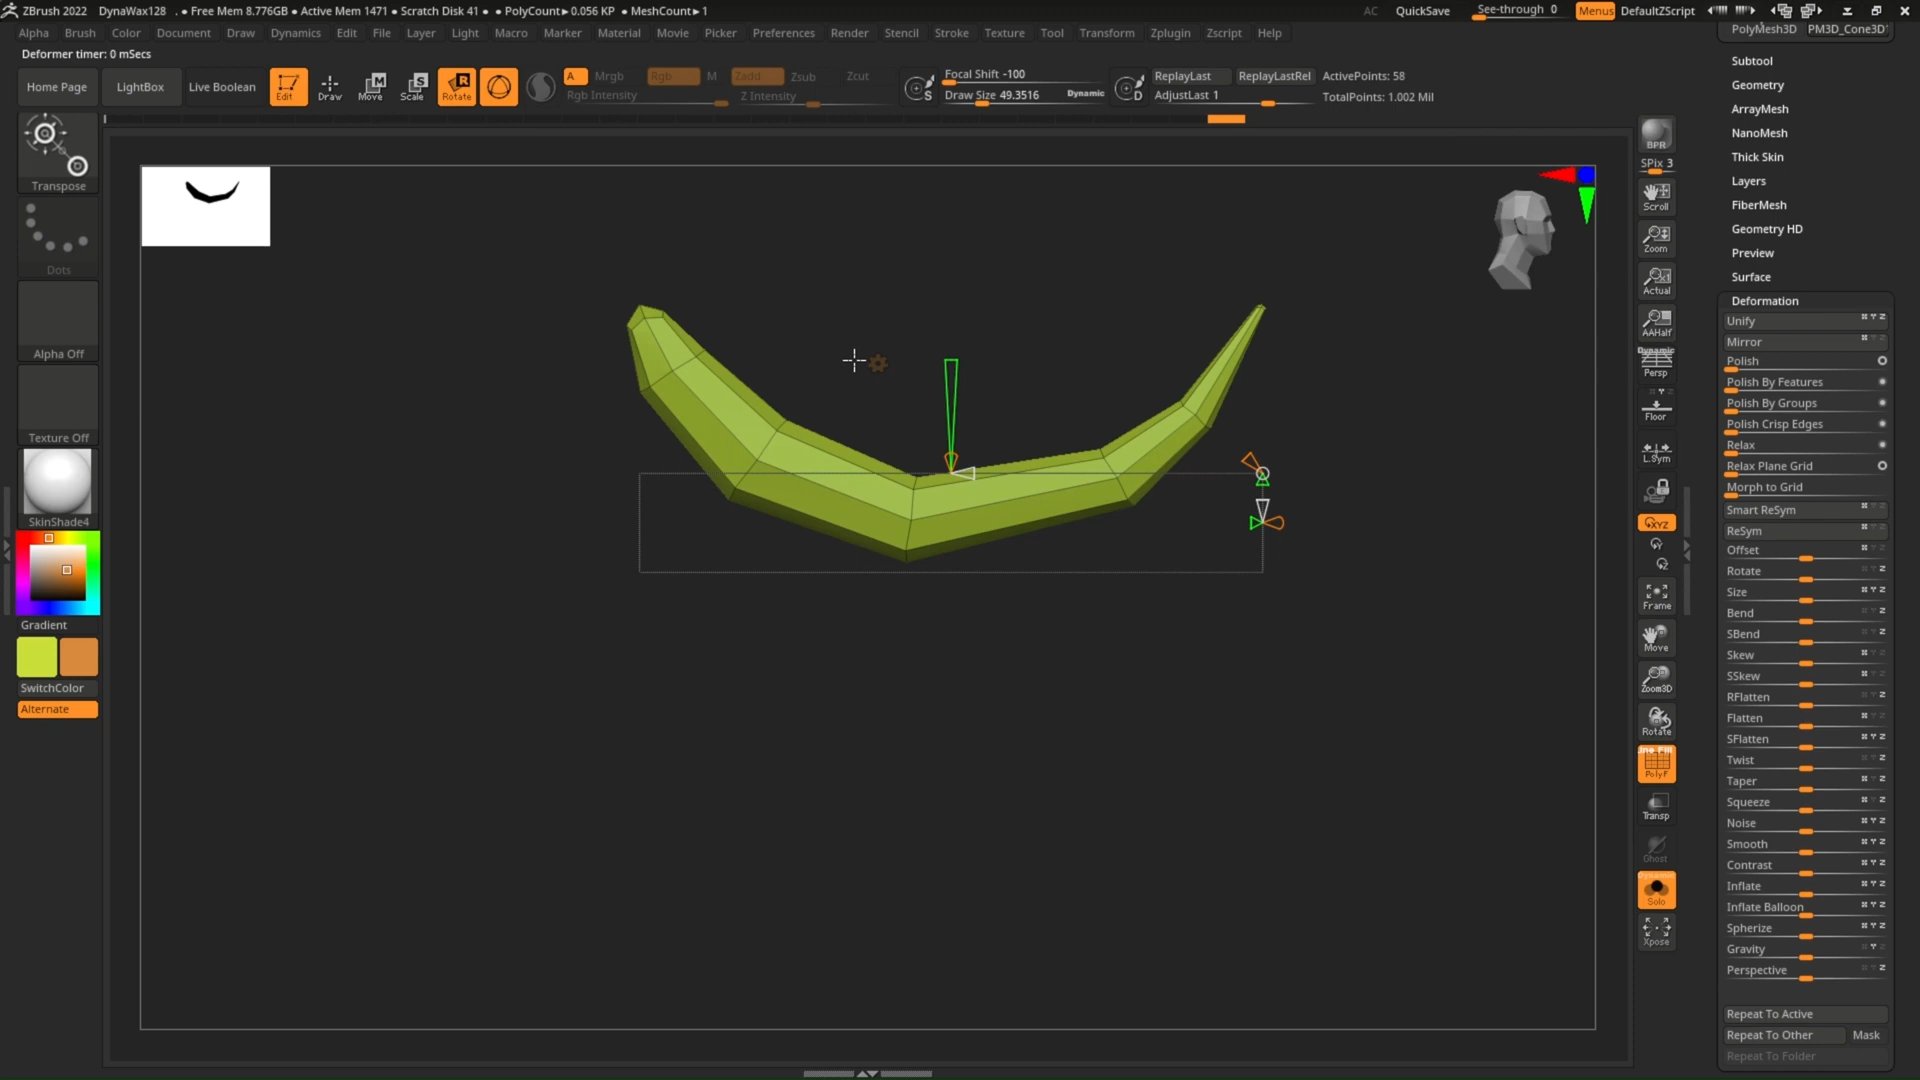 ZBrush 2022 DynaWax128 . ● Free Mem 8.776GB ● Active Mem 1471 ● Scratch Disk 41 ● ● PolyCount▸0.056 KP ● MeshCount▸1 AC QuickSave See-through 0 Menus DefaultZScript
Alpha Brush Color Document Draw Dynamics Edit File Layer Light Macro Marker Material Movie Picker Preferences Render Stencil Stroke Texture Tool Transform Zplugin Zscript Help
Deformer timer: 0 mSecs
Home Page LightBox Live Boolean Edit Draw Move Scale Rotate
A Mrgb Rgb M Zadd Zsub Zcut
Rgb Intensity Z Intensity
Focal Shift -100
Draw Size 49.3516 Dynamic
ReplayLast ReplayLastRel ActivePoints: 58
AdjustLast 1 TotalPoints: 1.002 Mil
Transpose
Dots
Alpha Off
Texture Off
SkinShade4
Gradient
SwitchColor
Alternate
BPR
SPix 3
Scroll
Zoom
Actual
AAHalf
Dynamic
Persp
Floor
L.Sym
XYZ
Frame
Move
Zoom3D
Rotate
Line Fill
PolyF
Transp
Ghost
Dynamic
Solo
Xpose
PolyMesh3D PM3D_Cone3D
Subtool
Geometry
ArrayMesh
NanoMesh
Thick Skin
Layers
FiberMesh
Geometry HD
Preview
Surface
Deformation
Unify
Mirror
Polish
Polish By Features
Polish By Groups
Polish Crisp Edges
Relax
Relax Plane Grid
Morph to Grid
Smart ReSym
ReSym
Offset
Rotate
Size
Bend
SBend
Skew
SSkew
RFlatten
Flatten
SFlatten
Twist
Taper
Squeeze
Noise
Smooth
Contrast
Inflate
Inflate Balloon
Spherize
Gravity
Perspective
Repeat To Active
Repeat To Other Mask
Repeat To Folder